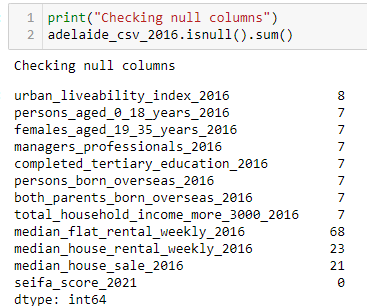 1 print("Checking null columns")
2 adelaide_csv_2016.isnull().sum()
Checking null columns
urban_liveability_index_2016 8
persons_aged_0_18_years_2016 7
females_aged_19_35_years_2016 7
managers_professionals_2016 7
completed_tertiary_education_2016 7
persons_born_overseas_2016 7
both_parents_born_overseas_2016 7
total_household_income_more_3000_2016 7
median_flat_rental_weekly_2016 68
median_house_rental_weekly_2016 23
median_house_sale_2016 21
seifa_score_2021 0
dtype: int64